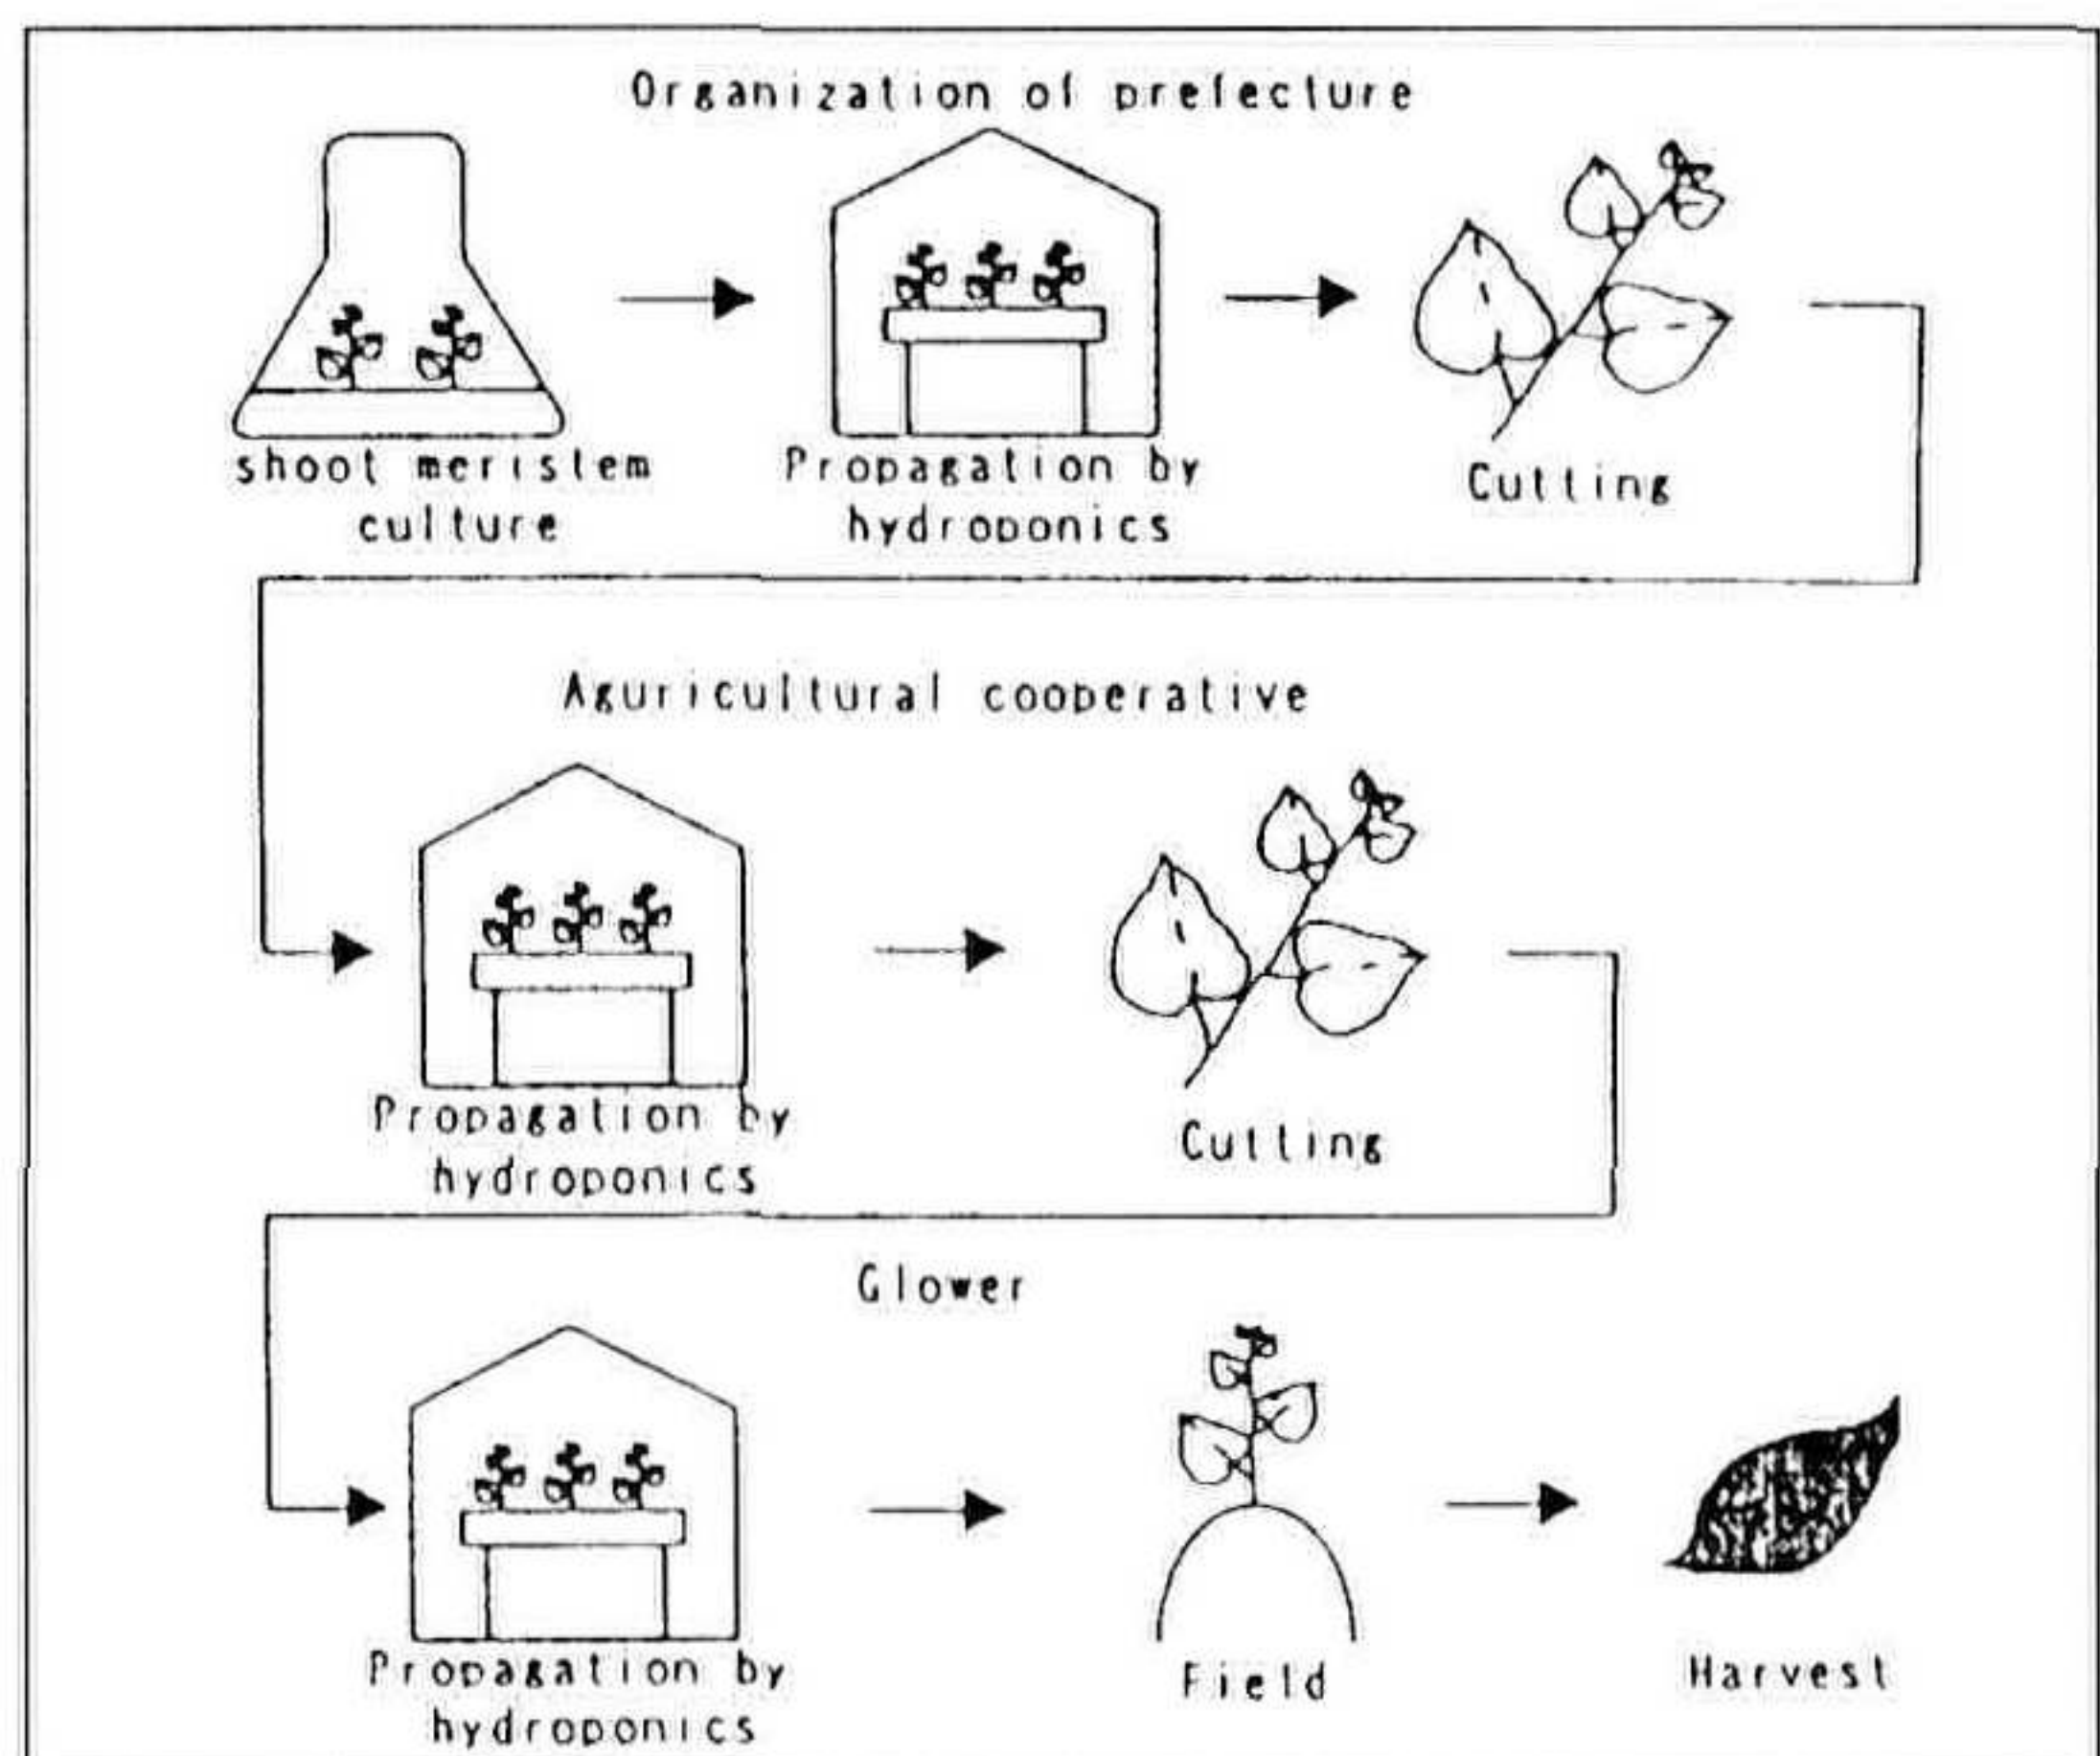 Organization of prefecture
shoot meristem
culture
Propagation by
hydroponics
Cutting
Aguricultural cooperative
Propagation by
hydroponics
Cutting
Glower
Propagation by
hydroponics
Field
Harvest